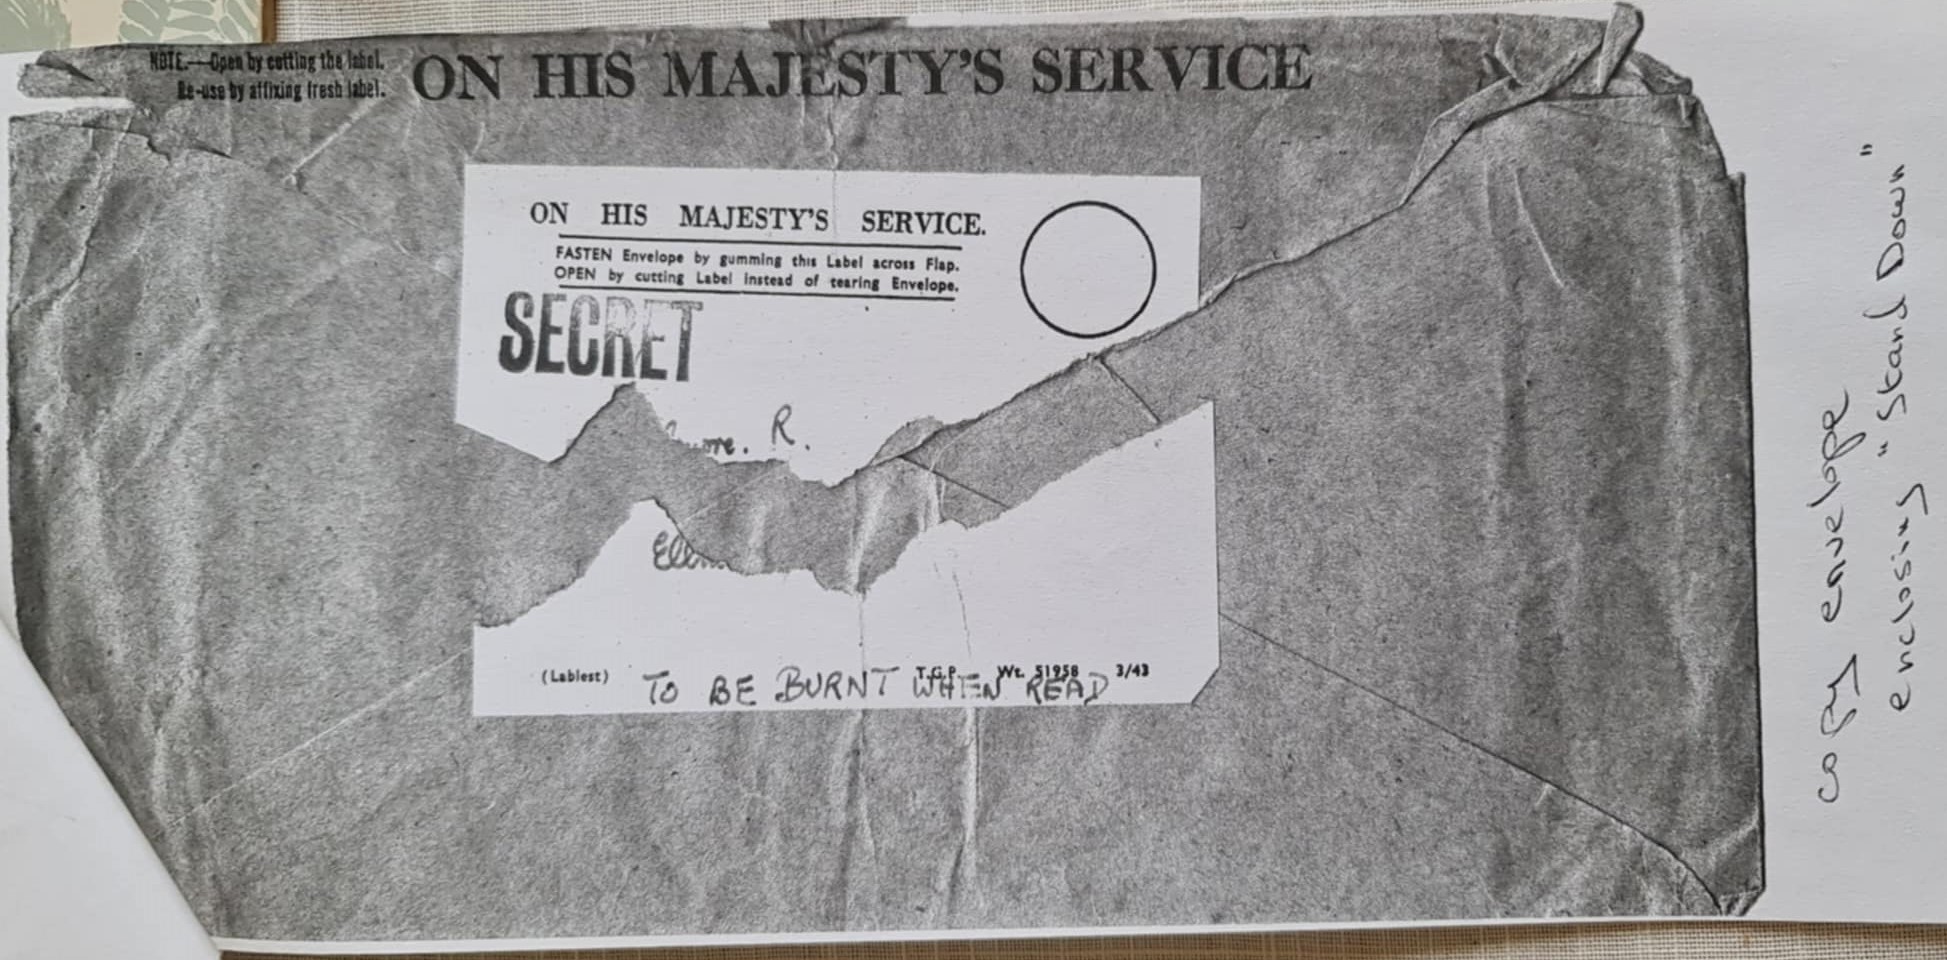 NOTE.—Open by cutting the label.
Re-use by affixing fresh label.
ON HIS MAJESTY'S SERVICE
ON HIS MAJESTY'S SERVICE.
FASTEN Envelope by gumming this Label across Flap.
OPEN by cutting Label instead of tearing Envelope.
SECRET
R.
(Lablest) T.G.P. Wt. 51958 3/43
TO BE BURNT WHEN READ
copy envelope
enclosing "Stand Down"